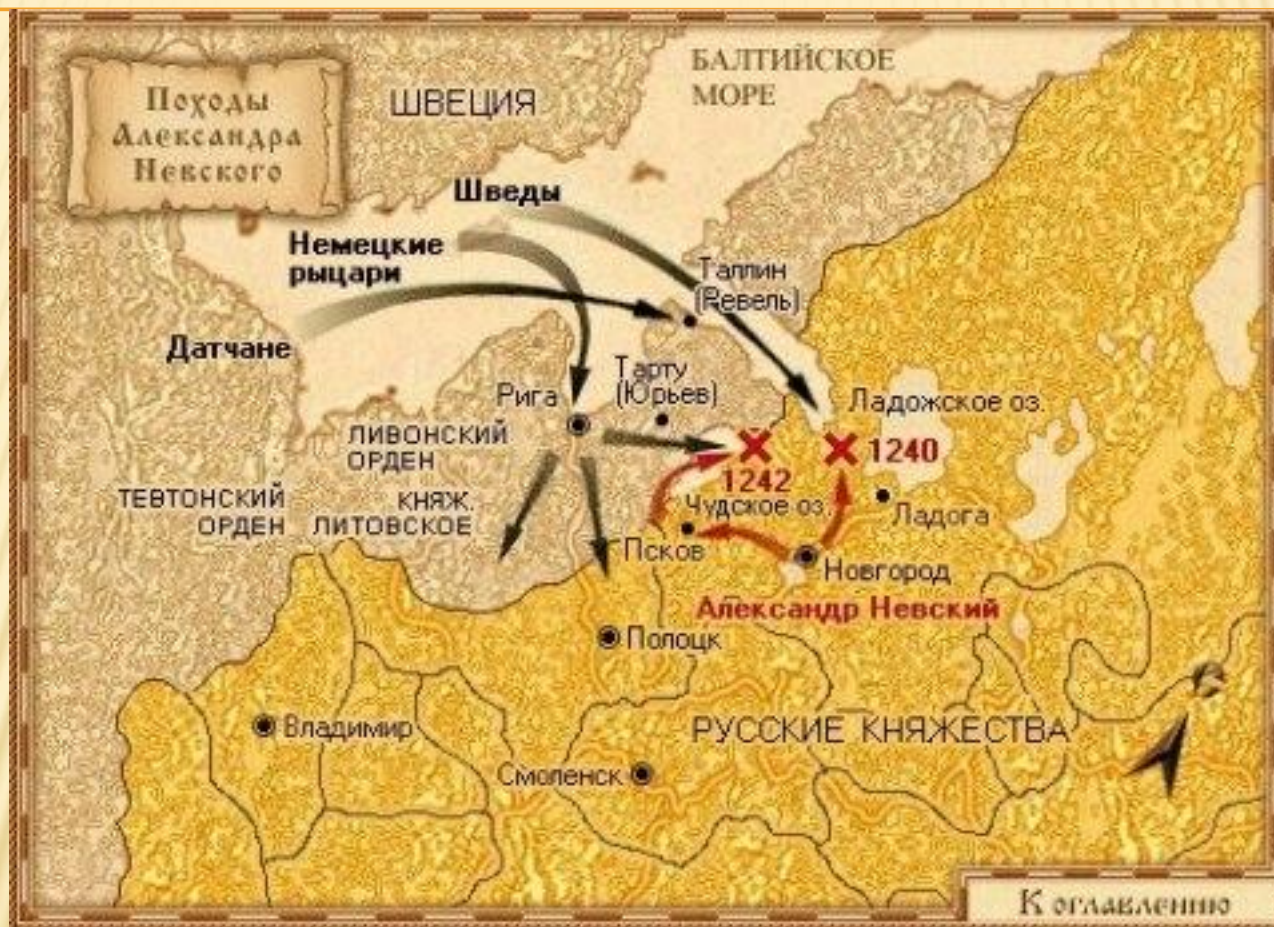 Походы
Александра
Невского
ШВЕЦИЯ
БАЛТИЙСКОЕ
МОРЕ
Шведы
Немецкие
рыцари
Датчане
Таллин
(Ревель)
Тарту
(Юрьев)
Рига
Ладожское оз.
ЛИВОНСКИЙ
ОРДЕН
1240
1242
ТЕВТОНСКИЙ
ОРДЕН
КНЯЖ.
ЛИТОВСКОЕ
Чудское оз.
Ладога
Псков
Новгород
Александр Невский
Полоцк
Владимир
РУССКИЕ КНЯЖЕСТВА
Смоленск
К оглавлению